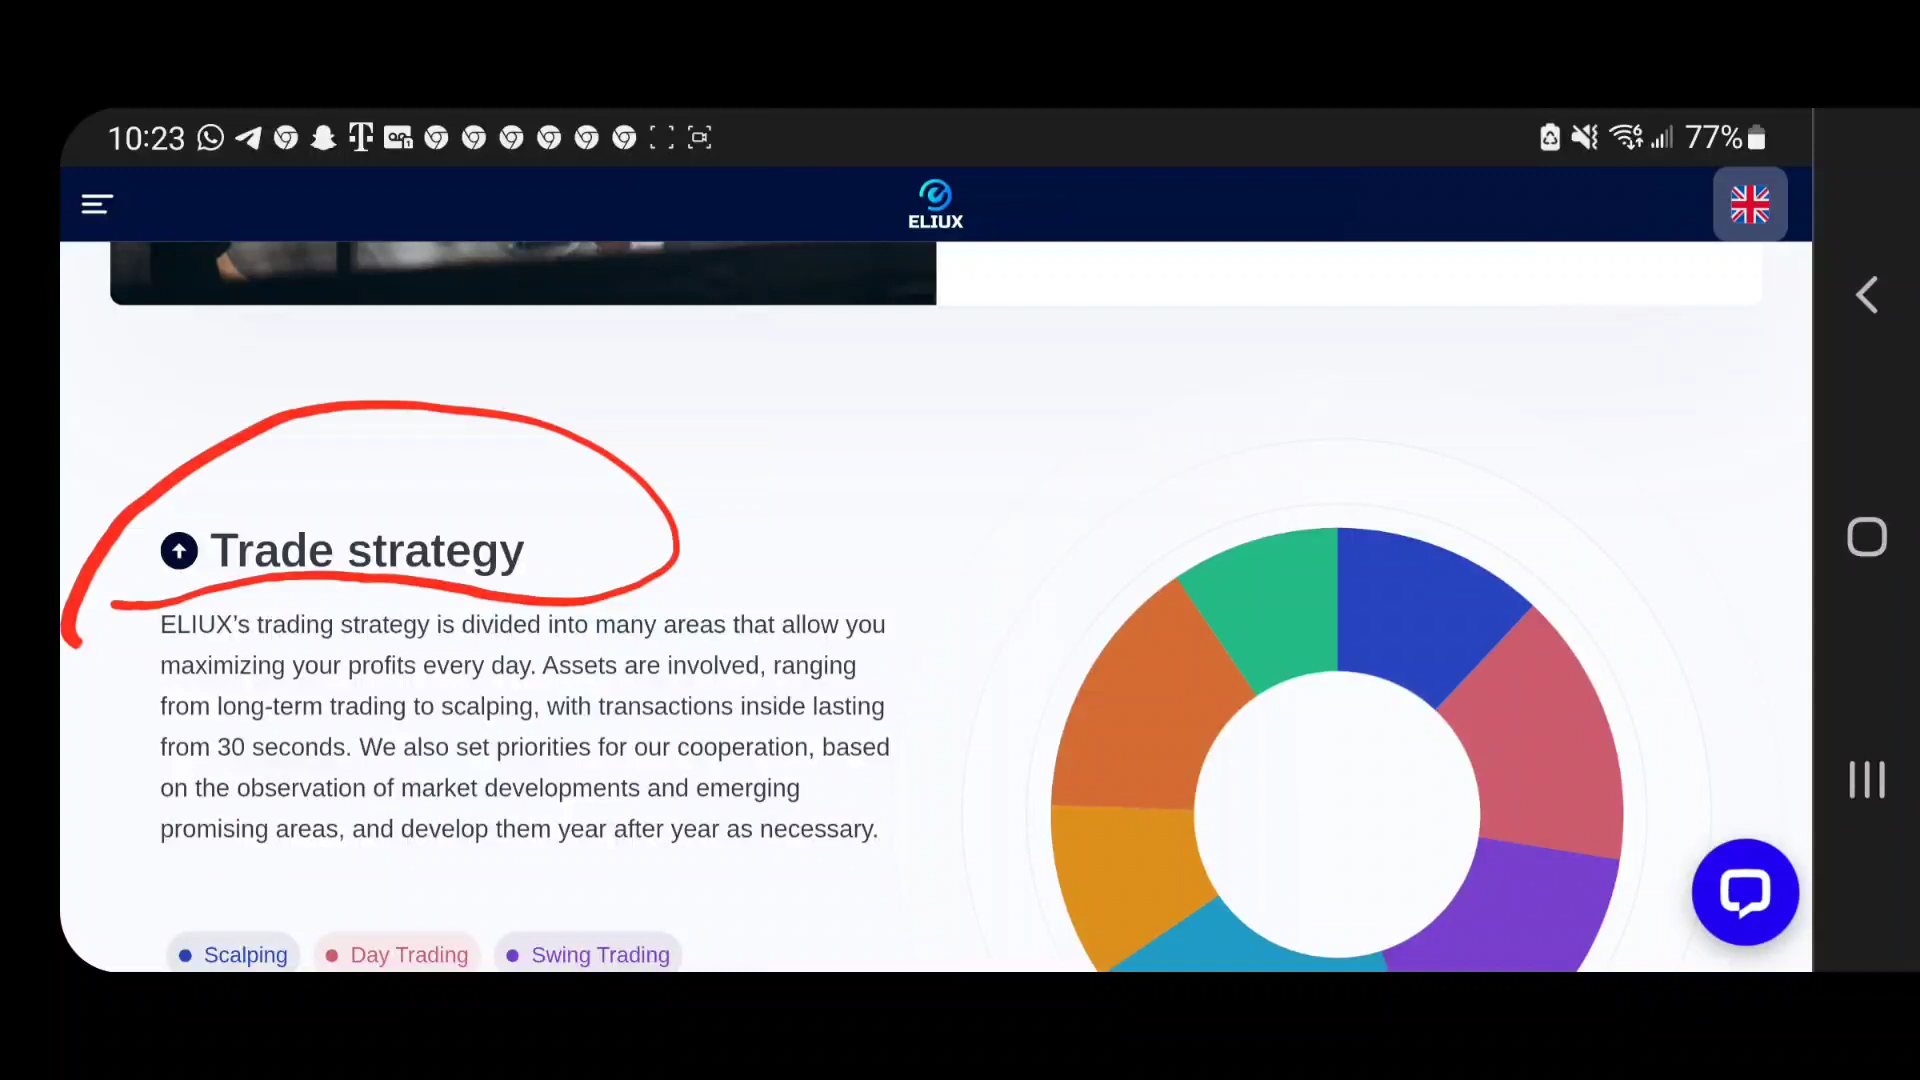 10:23
77%
ELIUX
Trade strategy
ELIUX's trading strategy is divided into many areas that allow you
maximizing your profits every day. Assets are involved, ranging
from long-term trading to scalping, with transactions inside lasting
from 30 seconds. We also set priorities for our cooperation, based
on the observation of market developments and emerging
promising areas, and develop them year after year as necessary.
Scalping Day Trading Swing Trading